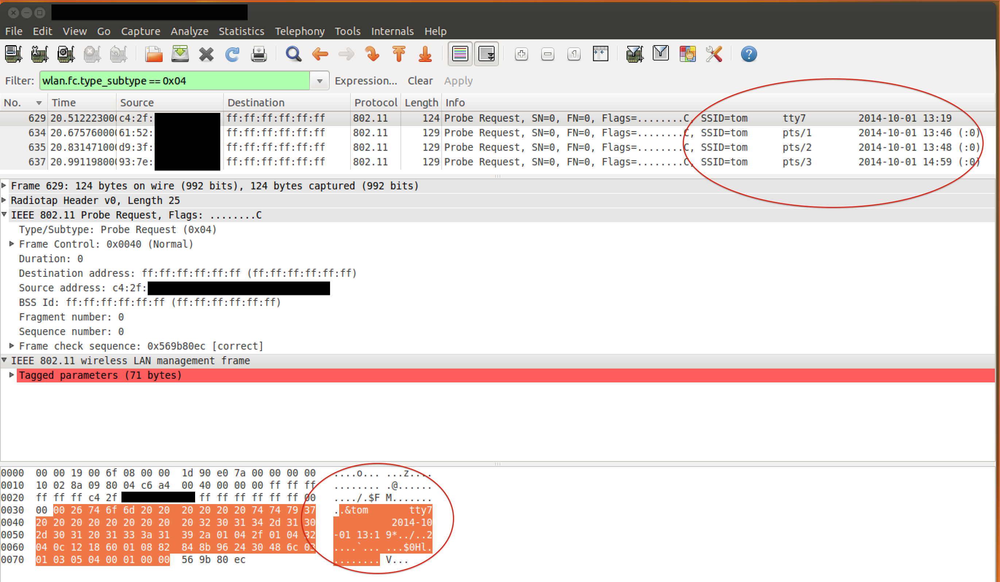 File Edit View Go Capture Analyze Statistics Telephony Tools Internals Help
Filter: wlan.fc.type_subtype == 0x04 Expression... Clear Apply
No. Time Source Destination Protocol Length Info
629 20.512223000 c4:2f: ff:ff:ff:ff:ff:ff 802.11 124 Probe Request, SN=0, FN=0, Flags=........C, SSID=tom tty7 2014-10-01 13:19
634 20.675760000 61:52: ff:ff:ff:ff:ff:ff 802.11 129 Probe Request, SN=0, FN=0, Flags=........C, SSID=tom pts/1 2014-10-01 13:46 (:0)
635 20.831471000 d9:3f: ff:ff:ff:ff:ff:ff 802.11 129 Probe Request, SN=0, FN=0, Flags=........C, SSID=tom pts/2 2014-10-01 13:48 (:0)
637 20.991198000 93:7e: ff:ff:ff:ff:ff:ff 802.11 129 Probe Request, SN=0, FN=0, Flags=........C, SSID=tom pts/3 2014-10-01 14:59 (:0)
Frame 629: 124 bytes on wire (992 bits), 124 bytes captured (992 bits)
Radiotap Header v0, Length 25
IEEE 802.11 Probe Request, Flags: ........C
Type/Subtype: Probe Request (0x04)
Frame Control: 0x0040 (Normal)
Duration: 0
Destination address: ff:ff:ff:ff:ff:ff (ff:ff:ff:ff:ff:ff)
Source address: c4:2f:
BSS Id: ff:ff:ff:ff:ff:ff (ff:ff:ff:ff:ff:ff)
Fragment number: 0
Sequence number: 0
Frame check sequence: 0x569b80ec [correct]
IEEE 802.11 wireless LAN management frame
Tagged parameters (71 bytes)
0000 00 00 19 00 6f 08 00 00 1d 90 e0 7a 00 00 00 00 ....o... ...z....
0010 10 02 8a 09 80 04 c6 a4 00 40 00 00 00 ff ff ff ........ .@......
0020 ff ff ff c4 2f ff ff ff ff ff ff 00 ..../.$F M.......
0030 00 00 26 74 6f 6d 20 20 20 20 20 20 74 74 79 37 ..&tom tty7
0040 20 20 20 20 20 20 20 20 20 32 30 31 34 2d 31 30 2014-10
0050 2d 30 31 20 31 33 3a 31 39 2a 01 04 2f 01 04 32 -01 13:1 9*../..2
0060 04 0c 12 18 60 01 08 82 84 8b 96 24 30 48 6c 03 ....`... ...$0Hl.
0070 01 03 05 04 00 01 00 00 56 9b 80 ec ........ V...